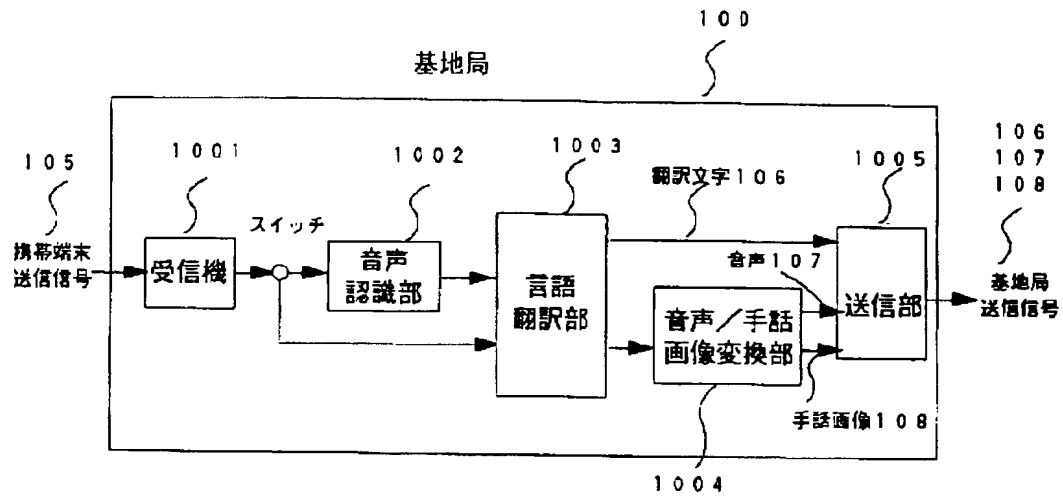 １００
基地局
１０６
１０７
１０８
１０５
１００１
１００２
１００３
１００５
翻訳文字１０６
スイッチ
携帯端末
送信信号
受信機
音声
認識部
言語
翻訳部
音声１０７
音声／手話
画像変換部
送信部
基地局
送信信号
手話画像１０８
１００４